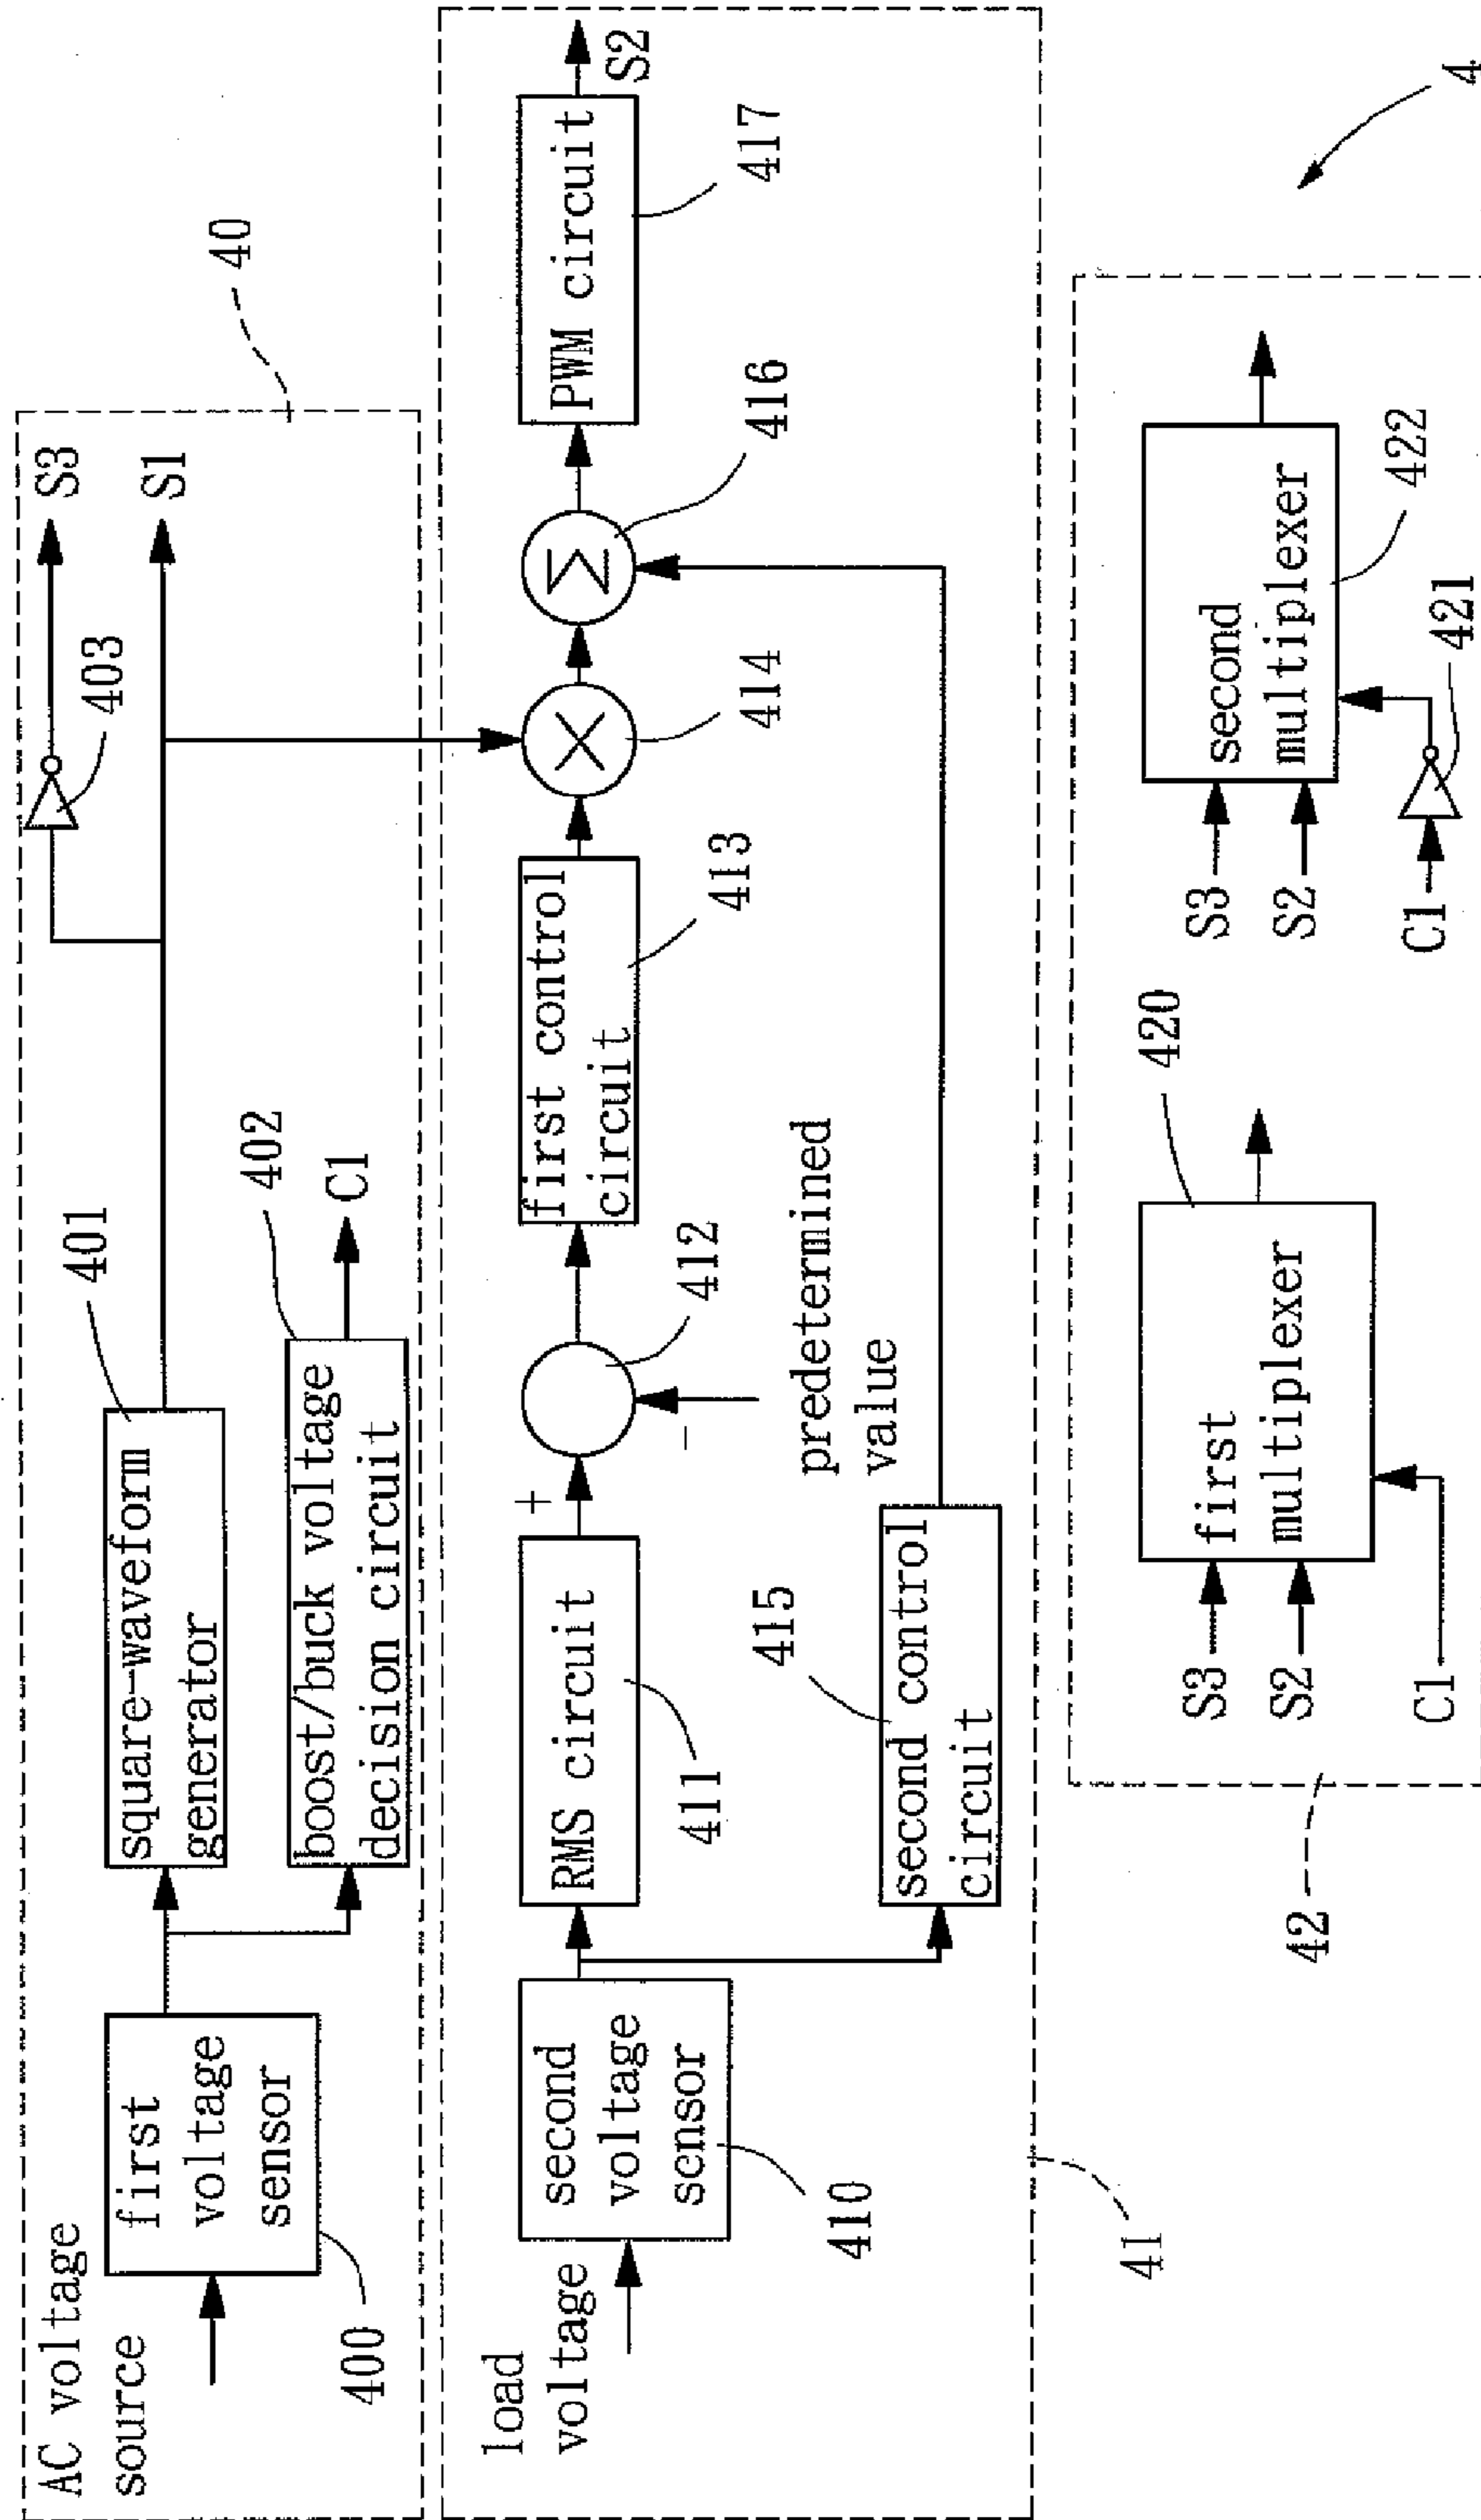 AC voltage
source
first
voltage
sensor
400
square-waveform
generator
401
boost/buck voltage
decision circuit
402
C1
403
S3
S1
40
load
voltage
second
voltage
sensor
410
RMS circuit
411
+
-
412
predetermined
value
first control
circuit
413
414
second control
circuit
415
Σ
416
PWM circuit
417
S2
41
S3
S2
C1
first
multiplexer
420
S3
S2
C1
second
multiplexer
421
422
42
4